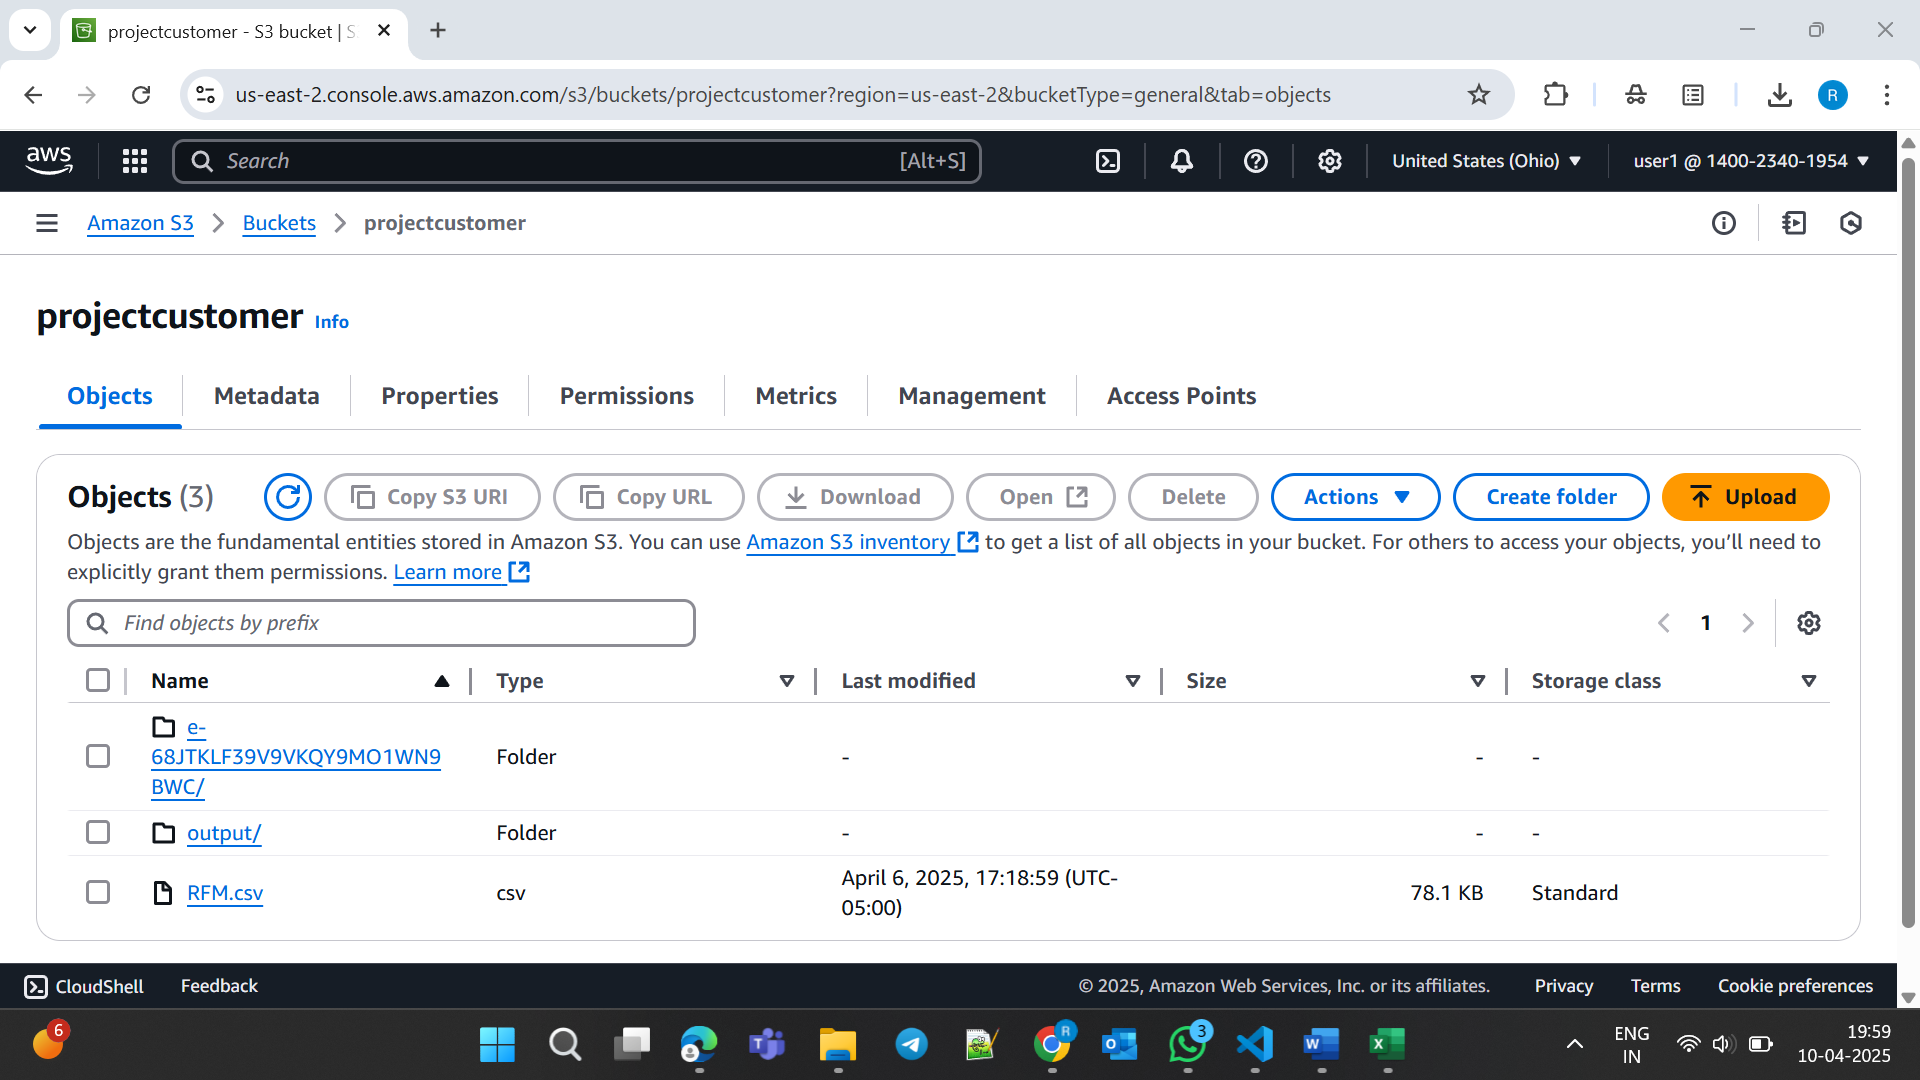 projectcustomer - S3 bucket | S
us-east-2.console.aws.amazon.com/s3/buckets/projectcustomer?region=us-east-2&bucketType=general&tab=objects
R
aws
Search
[Alt+S]
United States (Ohio)
user1 @ 1400-2340-1954
Amazon S3
Buckets
projectcustomer
projectcustomer
Info
Objects
Metadata
Properties
Permissions
Metrics
Management
Access Points
Objects (3)
Copy S3 URI
Copy URL
Download
Open
Delete
Actions
Create folder
Upload
Objects are the fundamental entities stored in Amazon S3. You can use Amazon S3 inventory to get a list of all objects in your bucket. For others to access your objects, you’ll need to
explicitly grant them permissions. Learn more
Find objects by prefix
1
Name
Type
Last modified
Size
Storage class
e-
68JTKLF39V9VKQY9MO1WN9
BWC/
Folder
-
-
-
output/
Folder
-
-
-
RFM.csv
csv
April 6, 2025, 17:18:59 (UTC-
05:00)
78.1 KB
Standard
CloudShell
Feedback
© 2025, Amazon Web Services, Inc. or its affiliates.
Privacy
Terms
Cookie preferences
6
T
R
O
3
W
X
ENG
IN
19:59
10-04-2025